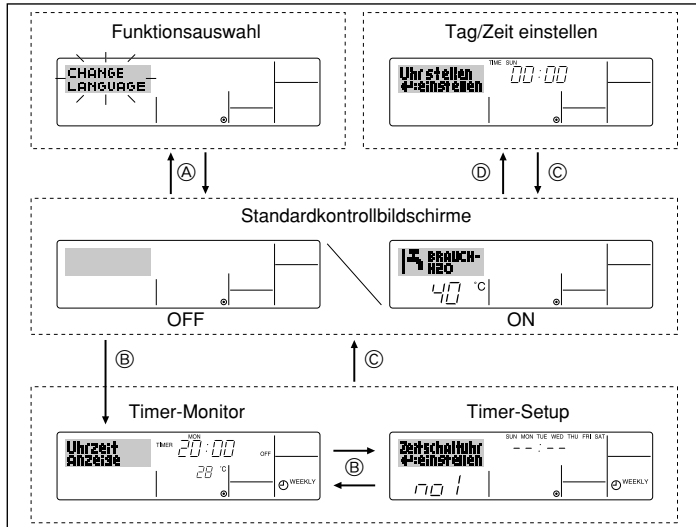 Funktionsauswahl
CHANGE
LANGUAGE
Tag/Zeit einstellen
TIME SUN
Uhr stellen 00:00
↵:einstellen
Ⓐ
Ⓓ Ⓒ
Standardkontrollbildschirme
OFF
BRAUCH-
H2O
40 °C
ON
Ⓑ Ⓒ
Timer-Monitor
MON
Uhrzeit TIMER 20:00 OFF
Anzeige
28 °C
WEEKLY
Ⓑ
Timer-Setup
SUN MON TUE WED THU FRI SAT
Zeitschaltuhr --:--
↵:einstellen
no 1
WEEKLY